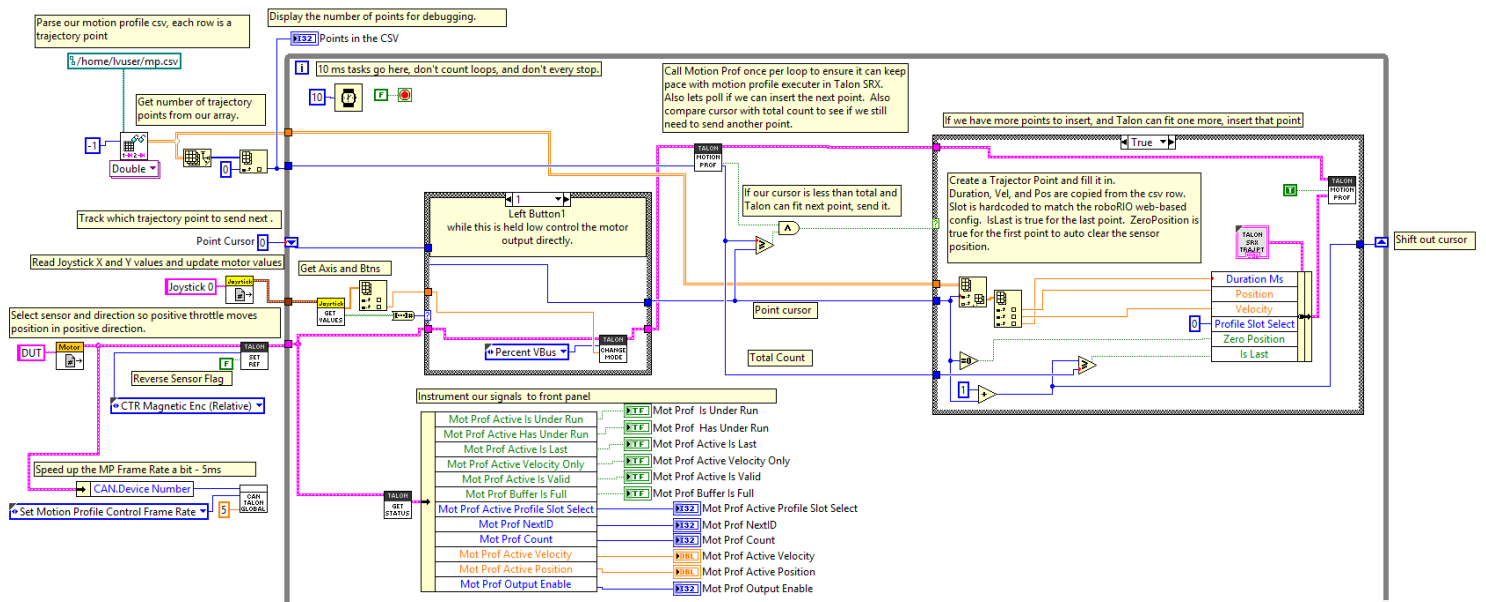 Parse our motion profile csv, each row is a
trajectory point
Display the number of points for debugging.
I32
Points in the CSV
/home/lvuser/mp.csv
Get number of trajectory
points from our array.
-1
Double
0
i
10 ms tasks go here, don't count loops, and don't every stop.
10
F
Call Motion Prof once per loop to ensure it can keep
pace with motion profile executer in Talon SRX.
Also lets poll if we can insert the next point. Also
compare cursor with total count to see if we still
need to send another point.
If we have more points to insert, and Talon can fit one more, insert that point
TALON
MOTION
PROF
True
Create a Trajector Point and fill it in.
Duration, Vel, and Pos are copied from the csv row.
Slot is hardcoded to match the roboRIO web-based
config. IsLast is true for the last point. ZeroPosition is
true for the first point to auto clear the sensor
position.
T
TALON
MOTION
PROF
TALON
SRX
TRAJ.PT
If our cursor is less than total and
Talon can fit next point, send it.
Track which trajectory point to send next .
Point Cursor
0
Shift out cursor
1
Left Button1
while this is held low control the motor
output directly.
Read Joystick X and Y values and update motor values
Joystick 0
Joystick
Get Axis and Btns
Joystick
GET
VALUES
Percent VBus
TALON
CHANGE
MODE
Point cursor
Total Count
Duration Ms
Position
Velocity
0
Profile Slot Select
Zero Position
Is Last
=0
1
+
Select sensor and direction so positive throttle moves
position in positive direction.
DUT
Motor
TALON
SET
REF
F
Reverse Sensor Flag
CTR Magnetic Enc (Relative)
Speed up the MP Frame Rate a bit - 5ms
CAN.Device Number
Set Motion Profile Control Frame Rate
5
CAN
TALON
GLOBAL
Instrument our signals to front panel
TALON
GET
STATUS
Mot Prof Active Is Under Run
Mot Prof Active Has Under Run
Mot Prof Active Is Last
Mot Prof Active Velocity Only
Mot Prof Active Is Valid
Mot Prof Buffer Is Full
Mot Prof Active Profile Slot Select
Mot Prof NextID
Mot Prof Count
Mot Prof Active Velocity
Mot Prof Active Position
Mot Prof Output Enable
TF Mot Prof Is Under Run
TF Mot Prof Has Under Run
TF Mot Prof Active Is Last
TF Mot Prof Active Velocity Only
TF Mot Prof Active Is Valid
TF Mot Prof Buffer Is Full
I32 Mot Prof Active Profile Slot Select
I32 Mot Prof NextID
I32 Mot Prof Count
DBL Mot Prof Active Velocity
DBL Mot Prof Active Position
I32 Mot Prof Output Enable